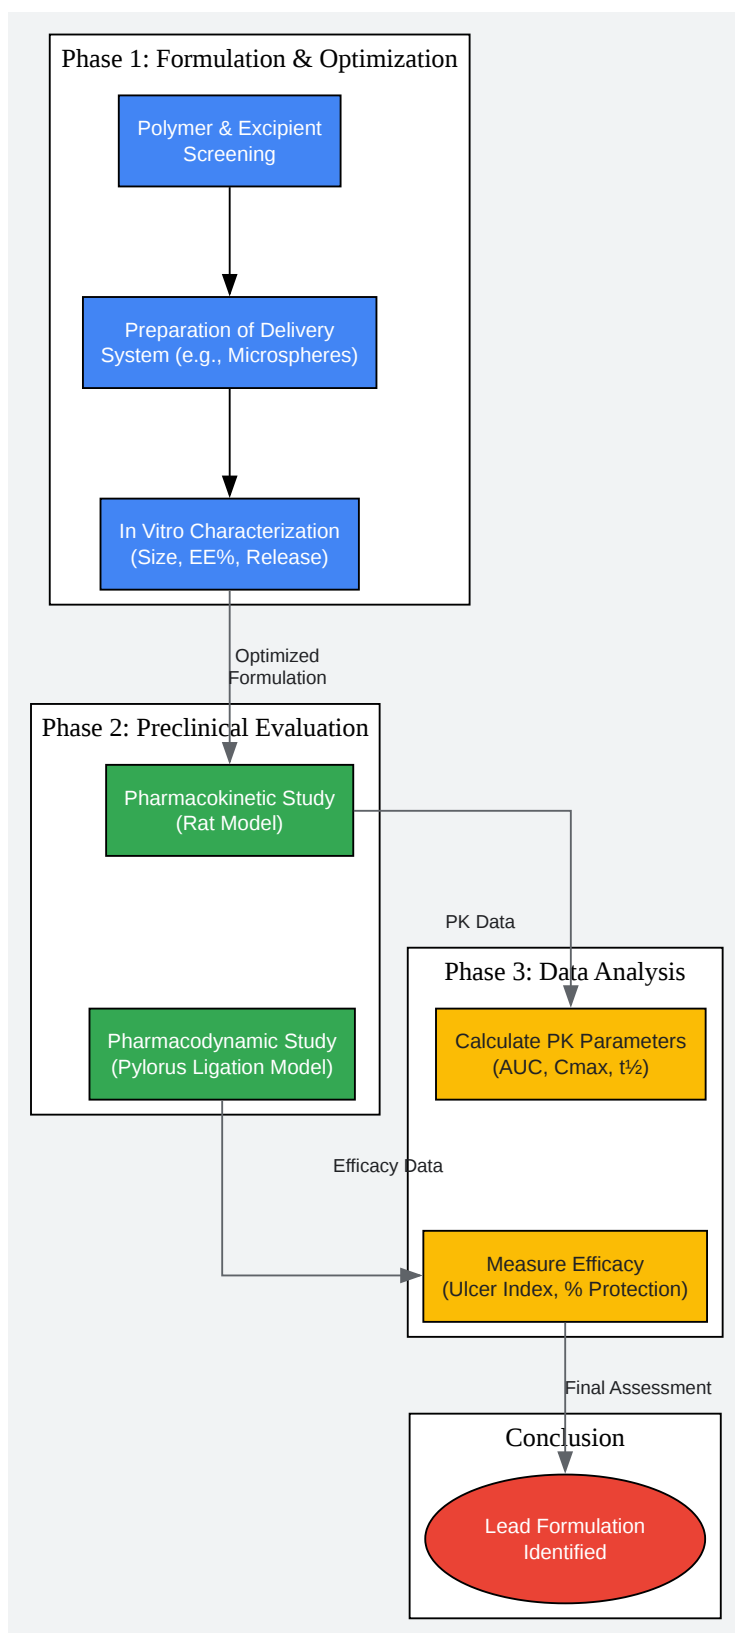 Phase 1: Formulation & Optimization
Polymer & Excipient
Screening
Preparation of Delivery
System (e.g., Microspheres)
In Vitro Characterization
(Size, EE%, Release)
Optimized
Formulation
Phase 2: Preclinical Evaluation
Pharmacokinetic Study
(Rat Model)
PK Data
Phase 3: Data Analysis
Calculate PK Parameters
(AUC, Cmax, t½)
Pharmacodynamic Study
(Pylorus Ligation Model)
Efficacy Data
Measure Efficacy
(Ulcer Index, % Protection)
Final Assessment
Conclusion
Lead Formulation
Identified